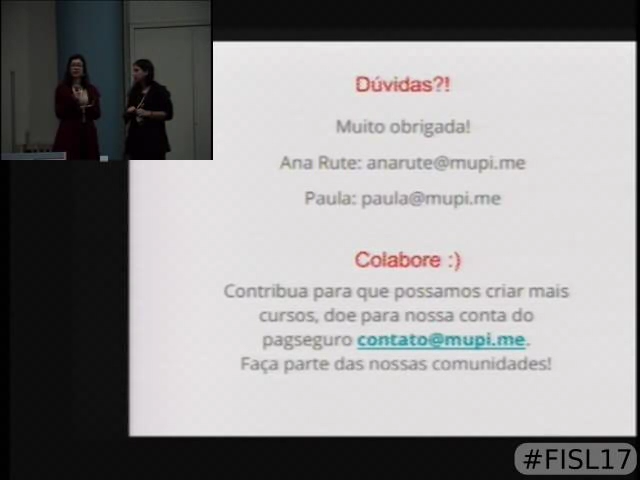 Dúvidas?!
Muito obrigada!
Ana Rute: anarute@mupi.me
Paula: paula@mupi.me
Colabore :)
Contribua para que possamos criar mais
cursos, doe para nossa conta do
pagseguro contato@mupi.me.
Faça parte das nossas comunidades!
#FISL17